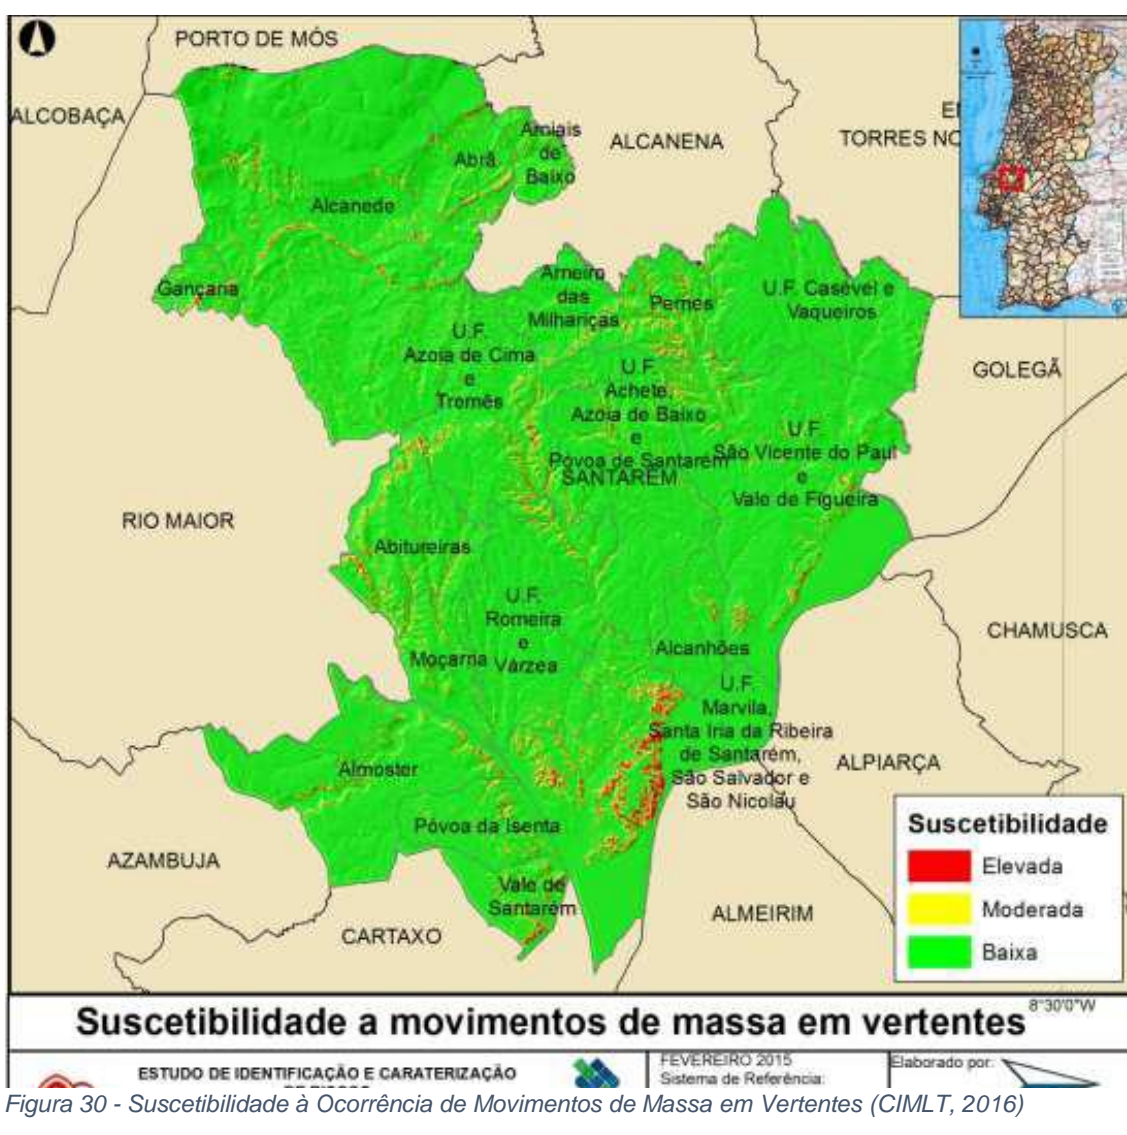 PORTO DE MÓS
ALCOBAÇA
ALCANENA
TORRES NO
Amiais
de
Baixo
Abrã
Alcanede
Gançaria
Arneiro
das
Milhariças
Pernes
U.F. Casével e
Vaqueiros
GOLEGÃ
U.F.
Azoia de Cima
e
Tremês
U.F.
Achete,
Azoia de Baixo
e
Póvoa de Santarém
SANTARÉM
U.F.
São Vicente do Paul
e
Vale de Figueira
RIO MAIOR
Abitureiras
U.F.
Romeira
e
Várzea
Moçarria
Alcanhões
CHAMUSCA
U.F.
Marvila,
Santa Iria da Ribeira
de Santarém,
São Salvador e
São Nicolau
ALPIARÇA
Almoster
Póvoa da Isenta
AZAMBUJA
Vale de
Santarém
CARTAXO
ALMEIRIM
Suscetibilidade
Elevada
Moderada
Baixa
8°30'0"W
Suscetibilidade a movimentos de massa em vertentes
ESTUDO DE IDENTIFICAÇÃO E CARATERIZAÇÃO
FEVEREIRO 2015
Sistema de Referência:
Elaborado por:
Figura 30 - Suscetibilidade à Ocorrência de Movimentos de Massa em Vertentes (CIMLT, 2016)